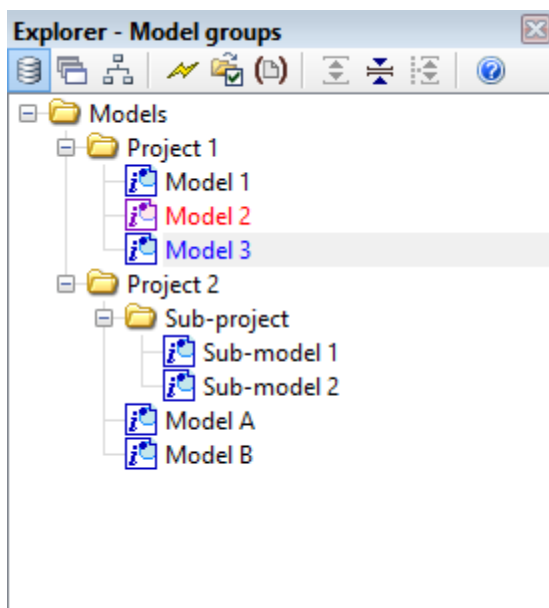 Explorer - Model groups
Models
Project 1
Model 1
Model 2
Model 3
Project 2
Sub-project
Sub-model 1
Sub-model 2
Model A
Model B